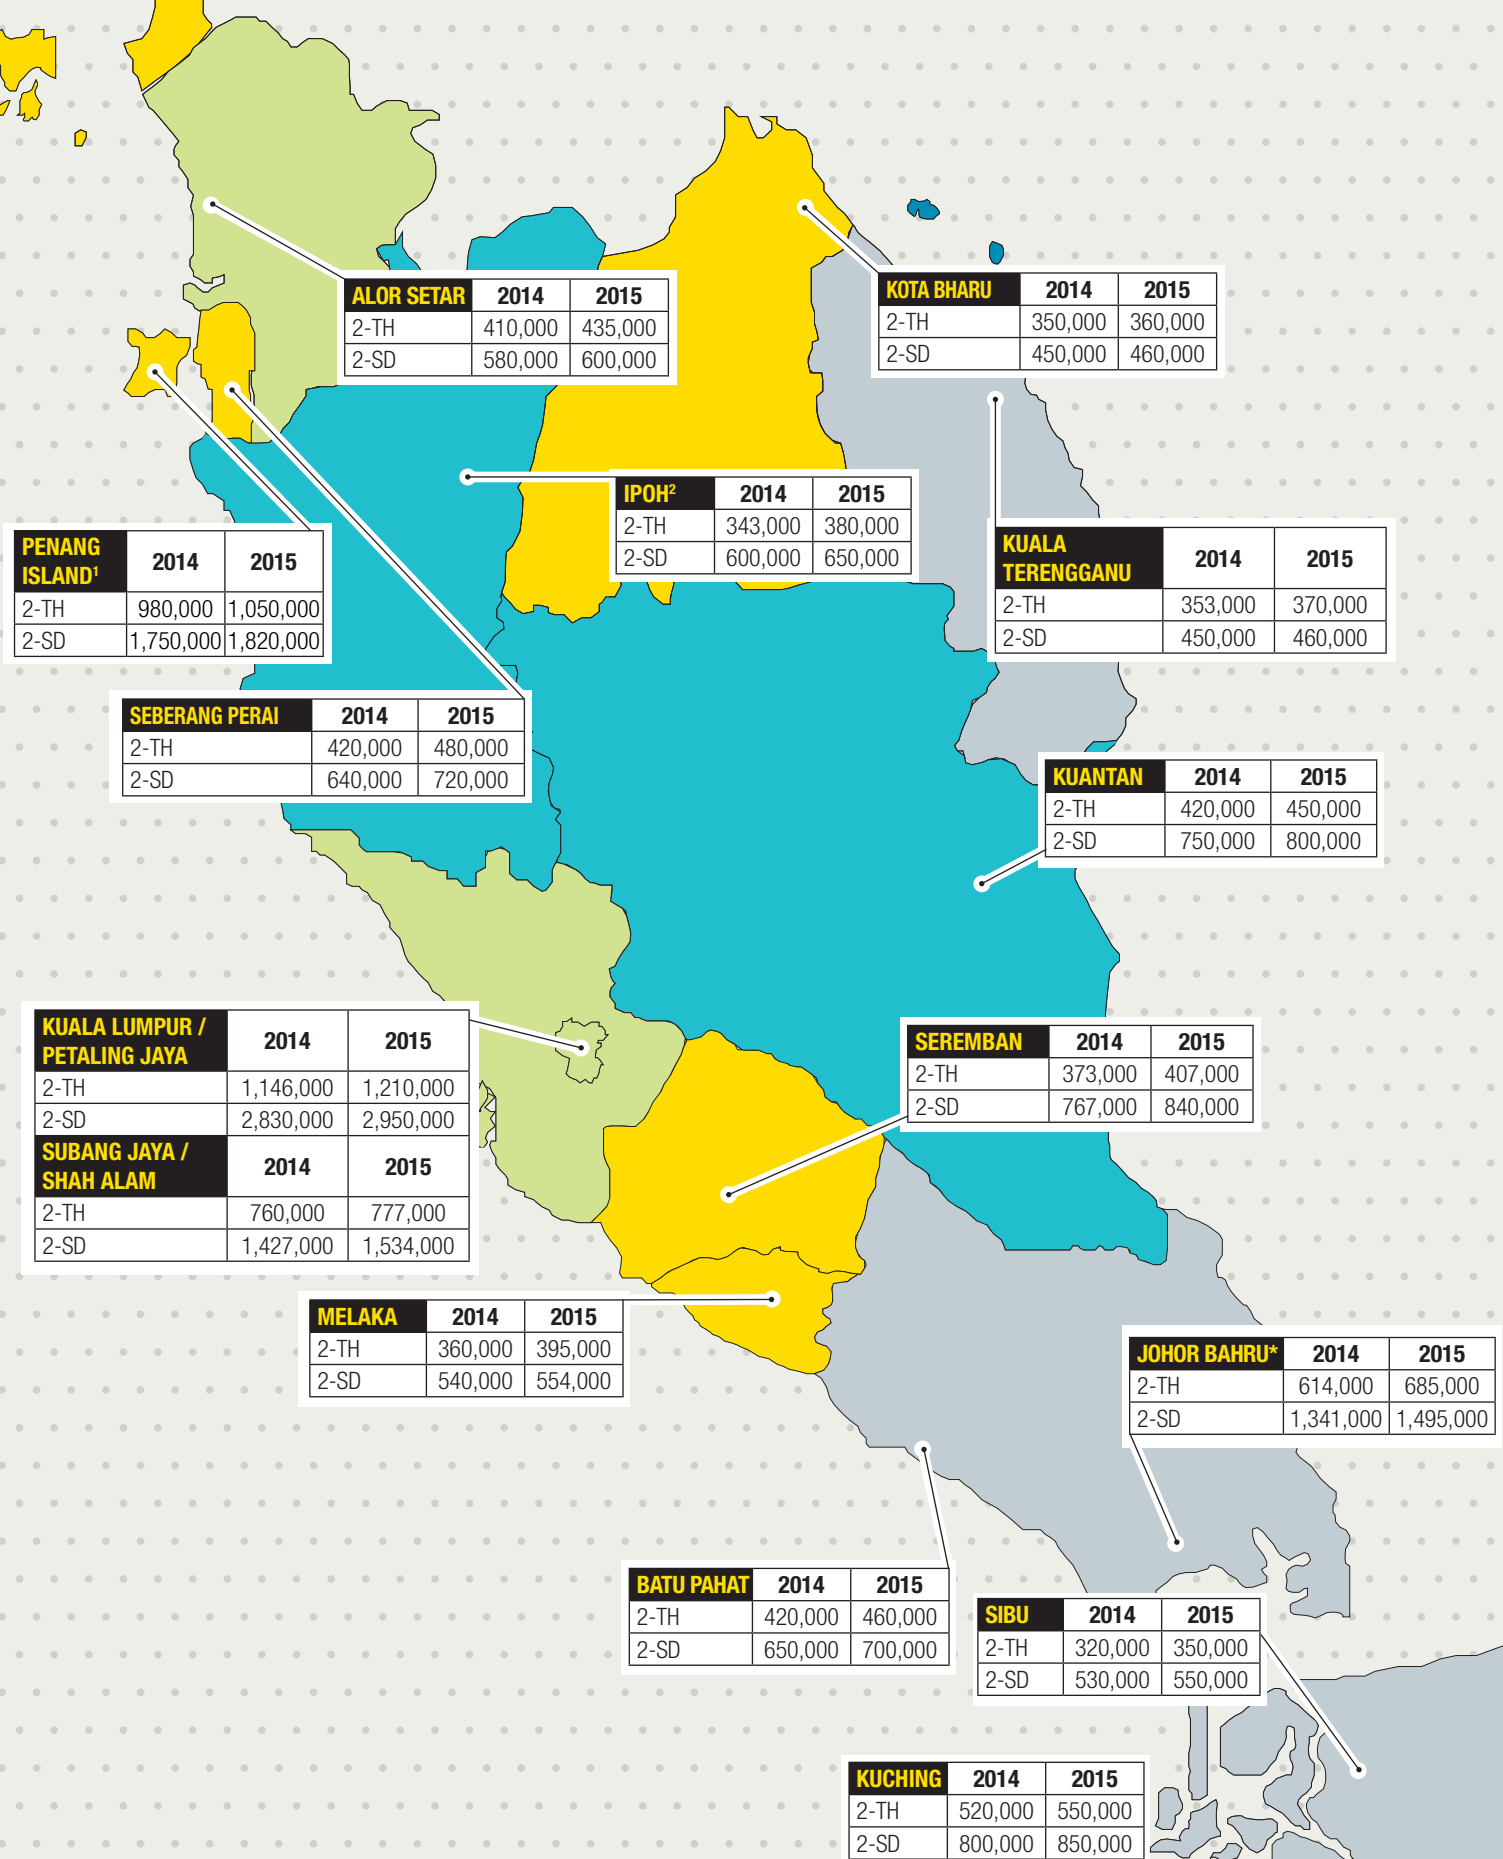 ALOR SETAR 2014 2015
2-TH 410,000 435,000
2-SD 580,000 600,000
KOTA BHARU 2014 2015
2-TH 350,000 360,000
2-SD 450,000 460,000
IPOH² 2014 2015
2-TH 343,000 380,000
2-SD 600,000 650,000
PENANG
ISLAND¹ 2014 2015
2-TH 980,000 1,050,000
2-SD 1,750,000 1,820,000
KUALA
TERENGGANU 2014 2015
2-TH 353,000 370,000
2-SD 450,000 460,000
SEBERANG PERAI 2014 2015
2-TH 420,000 480,000
2-SD 640,000 720,000
KUANTAN 2014 2015
2-TH 420,000 450,000
2-SD 750,000 800,000
KUALA LUMPUR /
PETALING JAYA 2014 2015
2-TH 1,146,000 1,210,000
2-SD 2,830,000 2,950,000
SUBANG JAYA /
SHAH ALAM 2014 2015
2-TH 760,000 777,000
2-SD 1,427,000 1,534,000
SEREMBAN 2014 2015
2-TH 373,000 407,000
2-SD 767,000 840,000
MELAKA 2014 2015
2-TH 360,000 395,000
2-SD 540,000 554,000
JOHOR BAHRU* 2014 2015
2-TH 614,000 685,000
2-SD 1,341,000 1,495,000
BATU PAHAT 2014 2015
2-TH 420,000 460,000
2-SD 650,000 700,000
SIBU 2014 2015
2-TH 320,000 350,000
2-SD 530,000 550,000
KUCHING 2014 2015
2-TH 520,000 550,000
2-SD 800,000 850,000